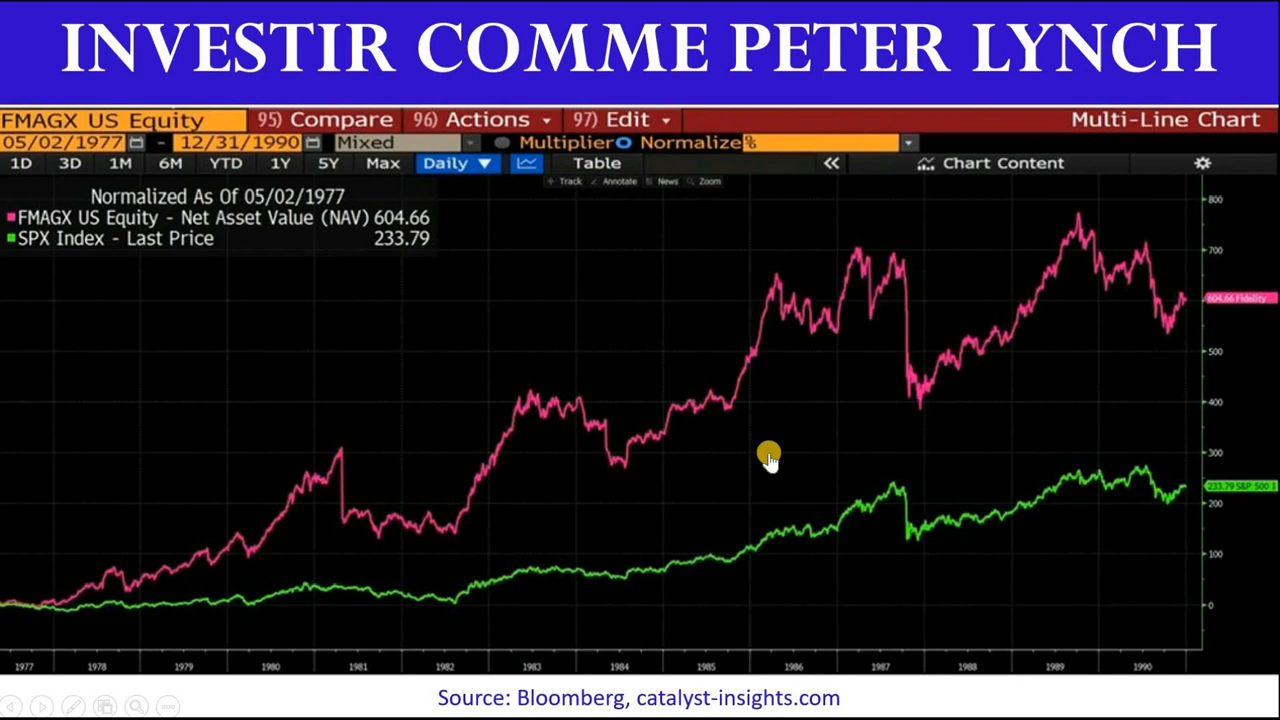 INVESTIR COMME PETER LYNCH
FMAGX US Equity 95) Compare 96) Actions 97) Edit Multi-Line Chart
05/02/1977 - 12/31/1990 Mixed Multiplier Normalize %
1D 3D 1M 6M YTD 1Y 5Y Max Daily ▼ Table « Chart Content
+ Track Annotate News Zoom
Normalized As Of 05/02/1977
FMAGX US Equity - Net Asset Value (NAV) 604.66
SPX Index - Last Price 233.79
800
700
604.66 Fidelity
500
400
300
233.79 S&P 500 I
200
100
0
1977 1978 1979 1980 1981 1982 1983 1984 1985 1986 1987 1988 1989 1990
Source: Bloomberg, catalyst-insights.com